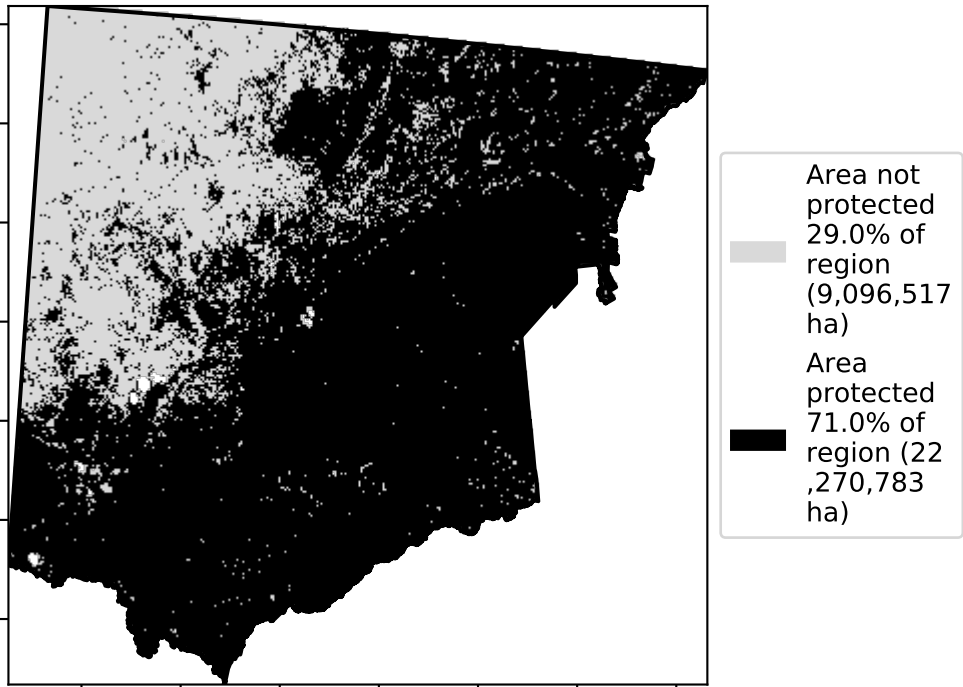 Area not
protected
29.0% of
region
(9,096,517
ha)
Area
protected
71.0% of
region (22
,270,783
ha)